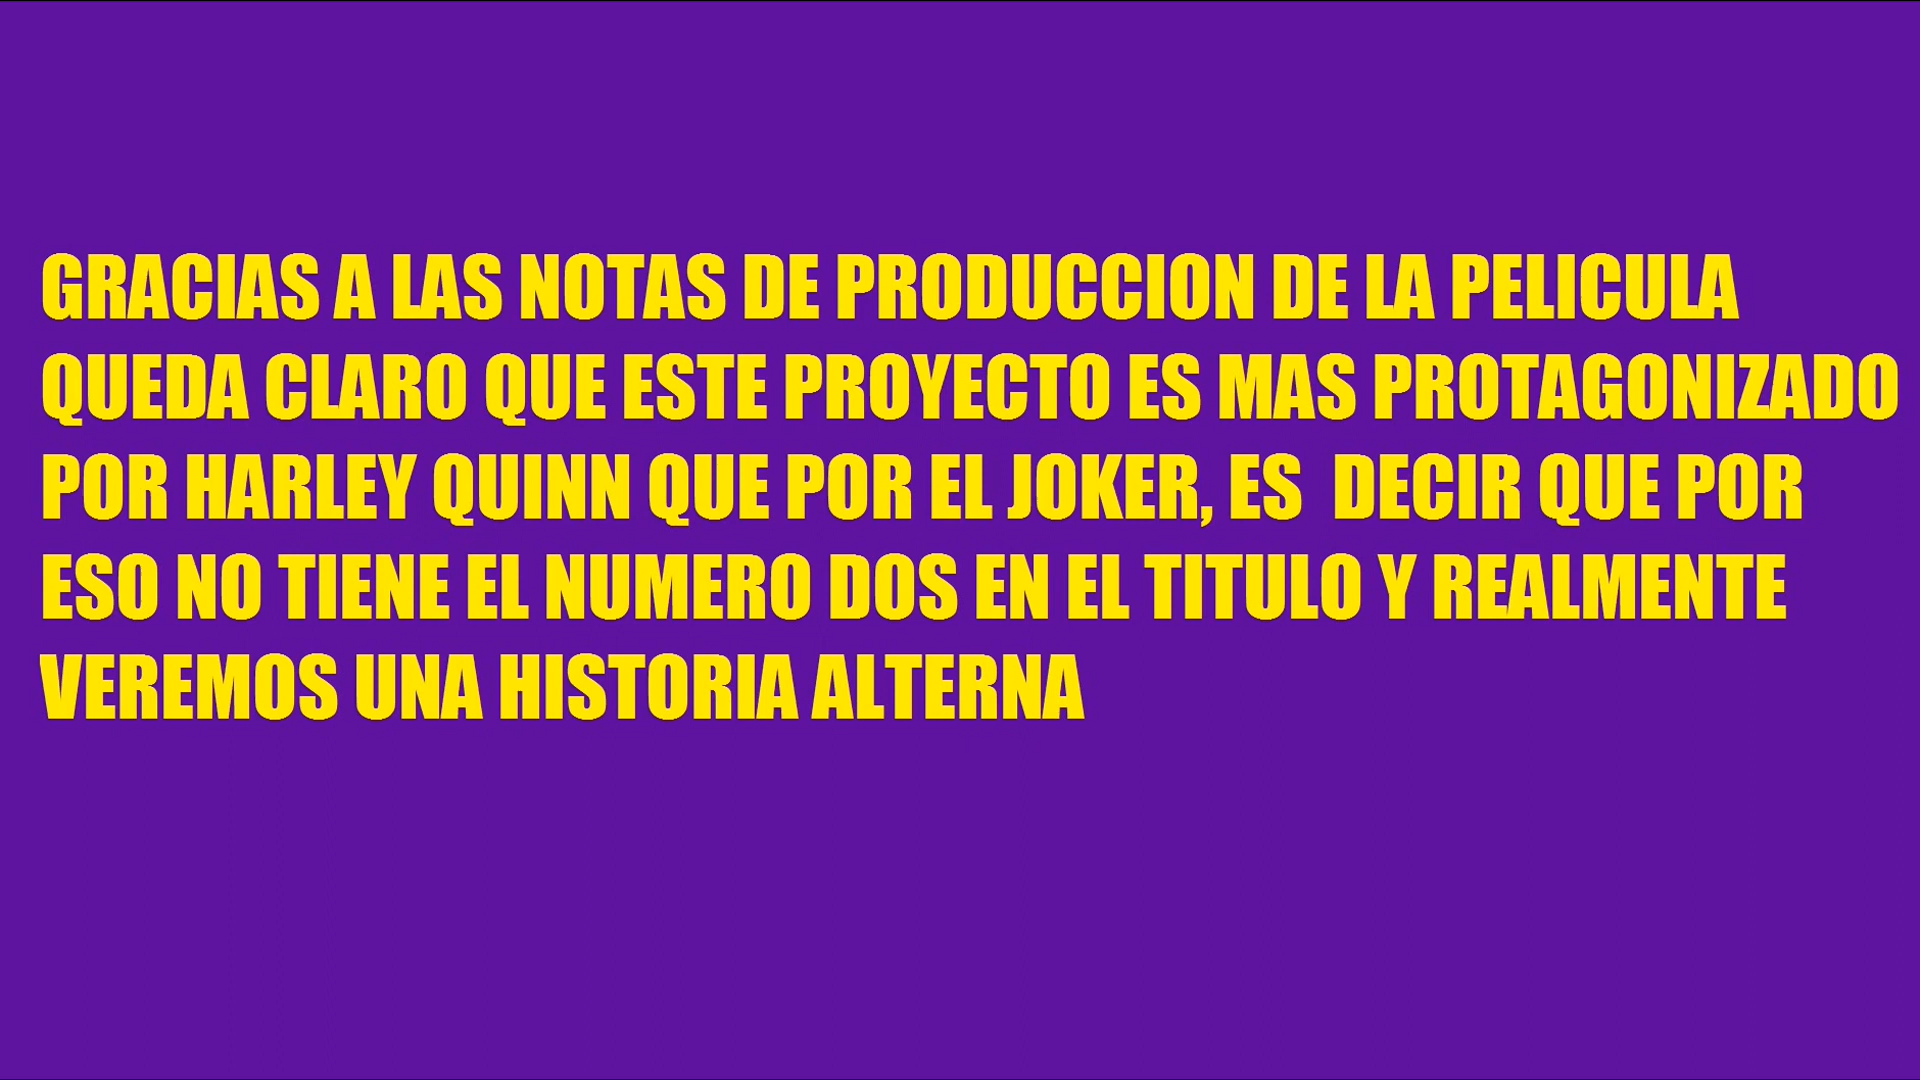 GRACIAS A LAS NOTAS DE PRODUCCION DE LA PELICULA
QUEDA CLARO QUE ESTE PROYECTO ES MAS PROTAGONIZADO
POR HARLEY QUINN QUE POR EL JOKER, ES  DECIR QUE POR
ESO NO TIENE EL NUMERO DOS EN EL TITULO Y REALMENTE
VEREMOS UNA HISTORIA ALTERNA